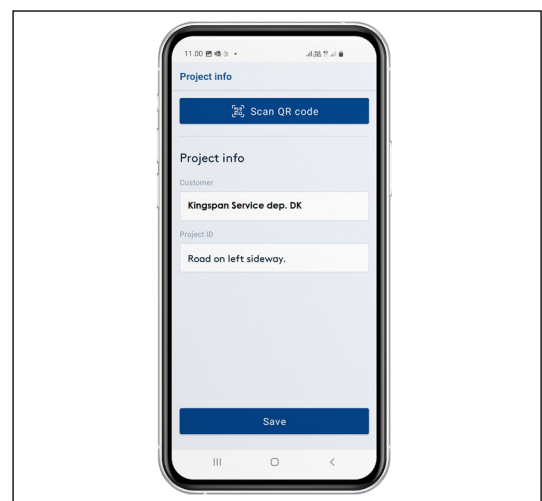 11.00
Project info
Scan QR code
Project info
Customer
Kingspan Service dep. DK
Project ID
Road on left sideway.
Save